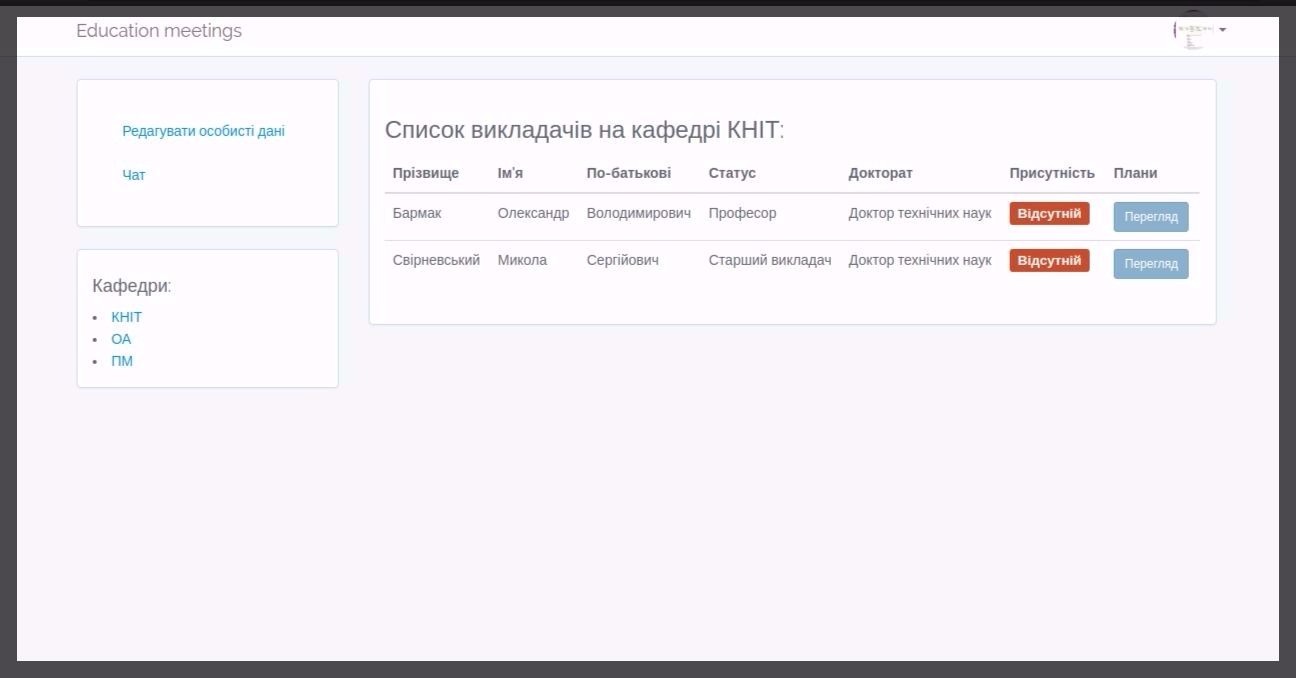 Education meetings
Редагувати особисті дані
Чат
Кафедри:
КНІТ
ОА
ПМ
Список викладачів на кафедрі КНІТ:
Прізвище Ім'я По-батькові Статус Докторат Присутність Плани
Бармак Олександр Володимирович Професор Доктор технічних наук Відсутній Перегляд
Свірневський Микола Сергійович Старший викладач Доктор технічних наук Відсутній Перегляд